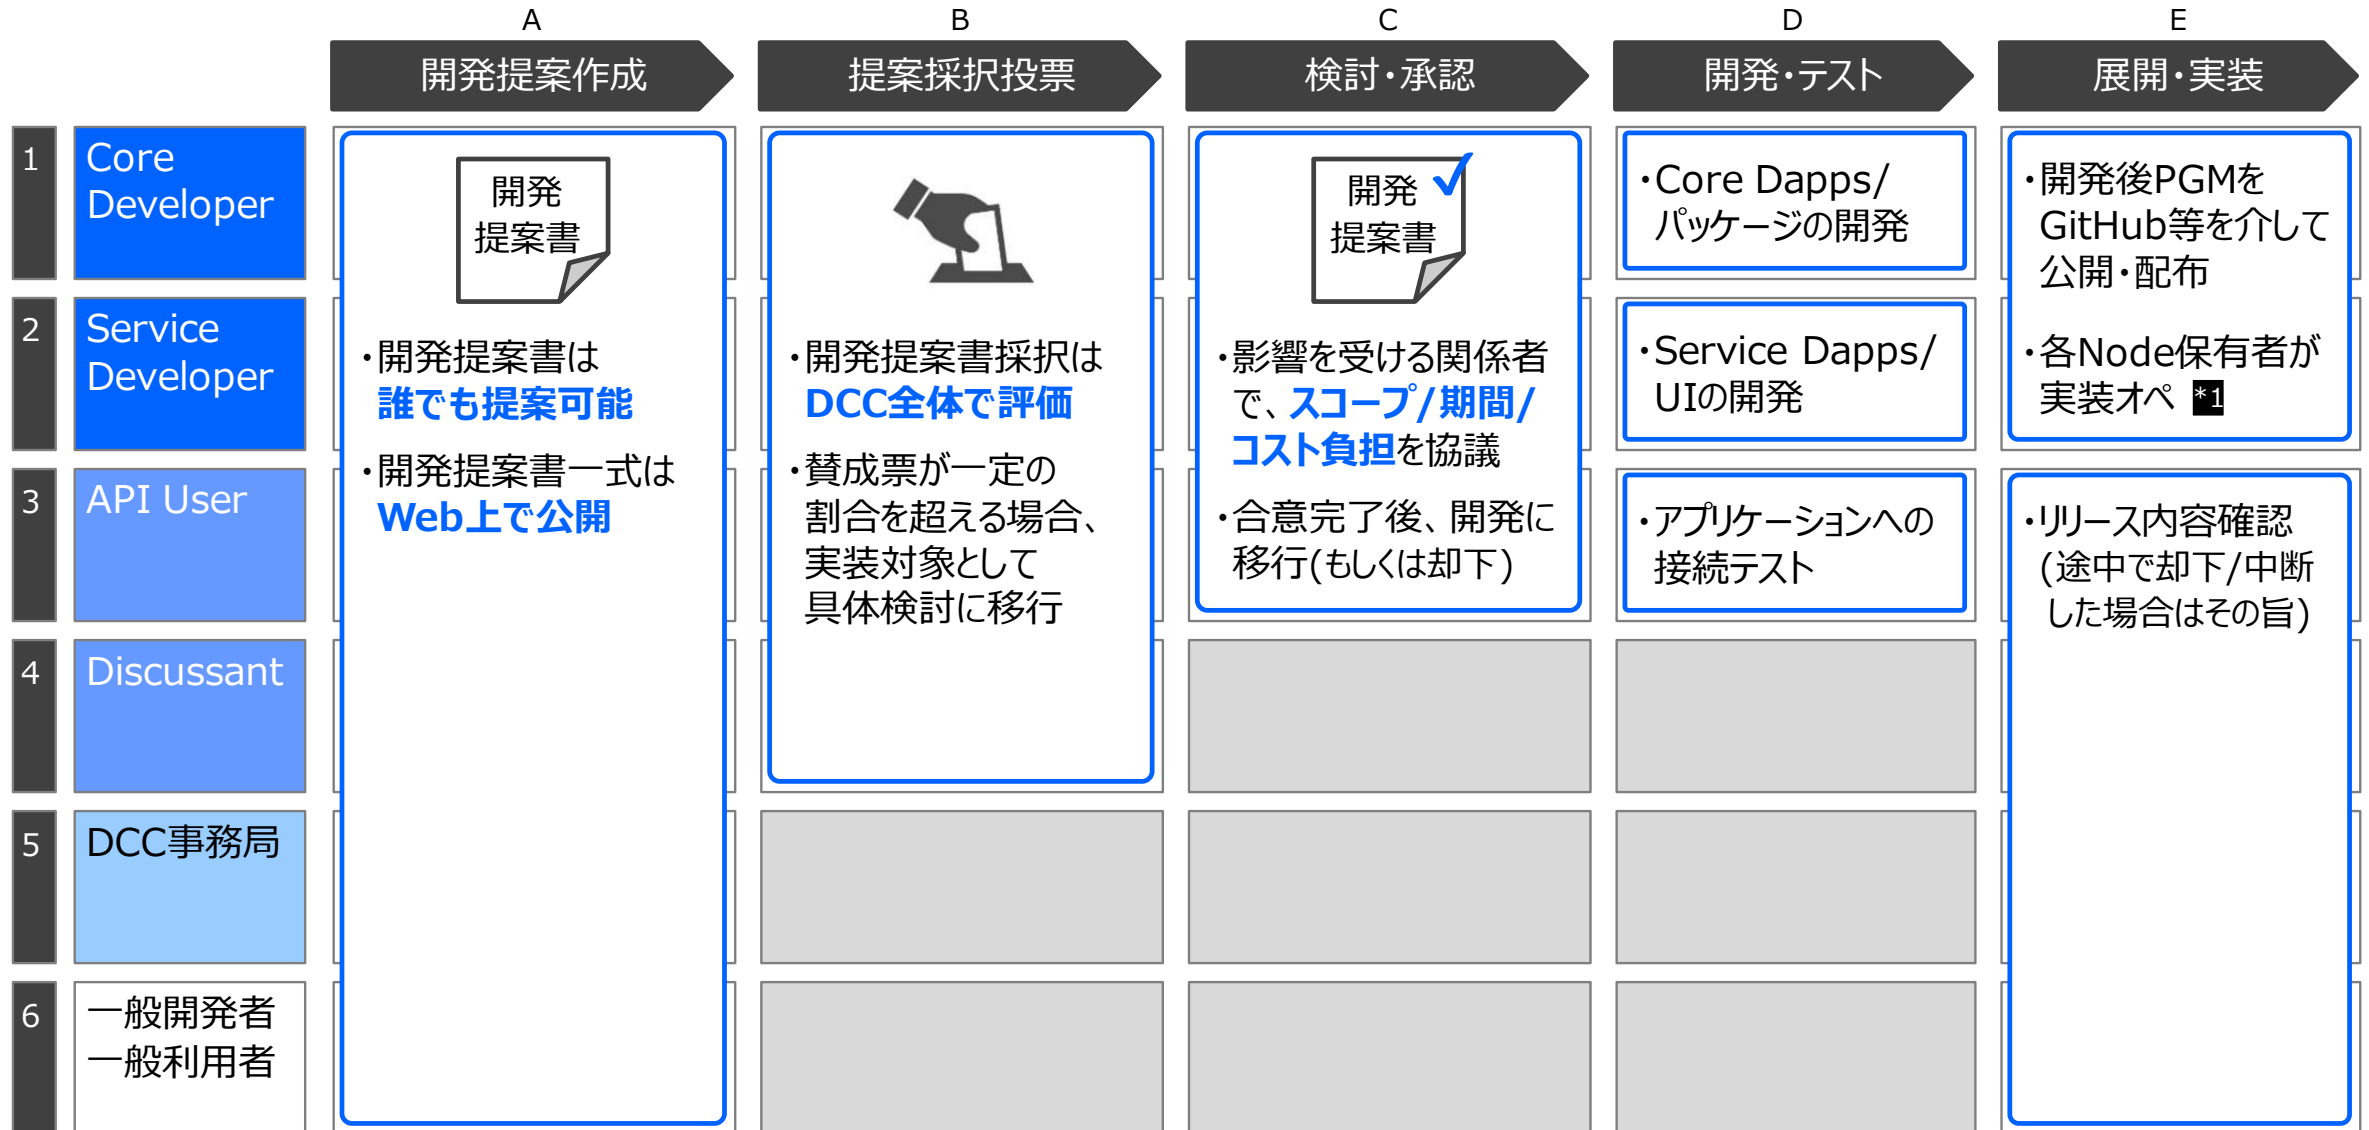 A
B
C
D
E
開発提案作成
提案採択投票
検討・承認
開発・テスト
展開・実装
1
Core
Developer
開発
提案書
開発
提案書
・Core Dapps/
パッケージの開発
・開発後PGMを
GitHub等を介して
公開・配布
2
Service
Developer
・開発提案書は
誰でも提案可能
・開発提案書一式は
Web上で公開
・開発提案書採択は
DCC全体で評価
・賛成票が一定の
割合を超える場合、
実装対象として
具体検討に移行
・影響を受ける関係者
で、スコープ/期間/
コスト負担を協議
・合意完了後、開発に
移行(もしくは却下)
・Service Dapps/
UIの開発
・各Node保有者が
実装オペ *1
3
API User
・アプリケーションへの
接続テスト
・リリース内容確認
(途中で却下/中断
した場合はその旨)
4
Discussant
5
DCC事務局
6
一般開発者
一般利用者